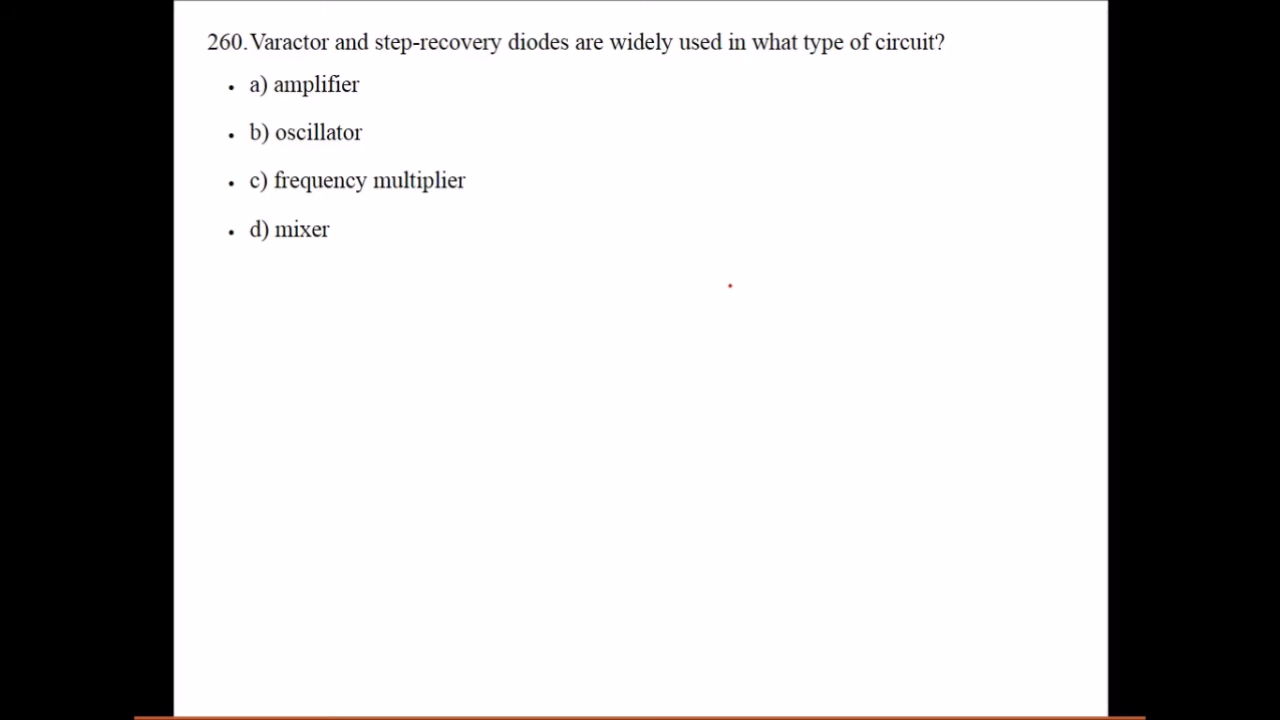 260. Varactor and step-recovery diodes are widely used in what type of circuit?
• a) amplifier
• b) oscillator
• c) frequency multiplier
• d) mixer